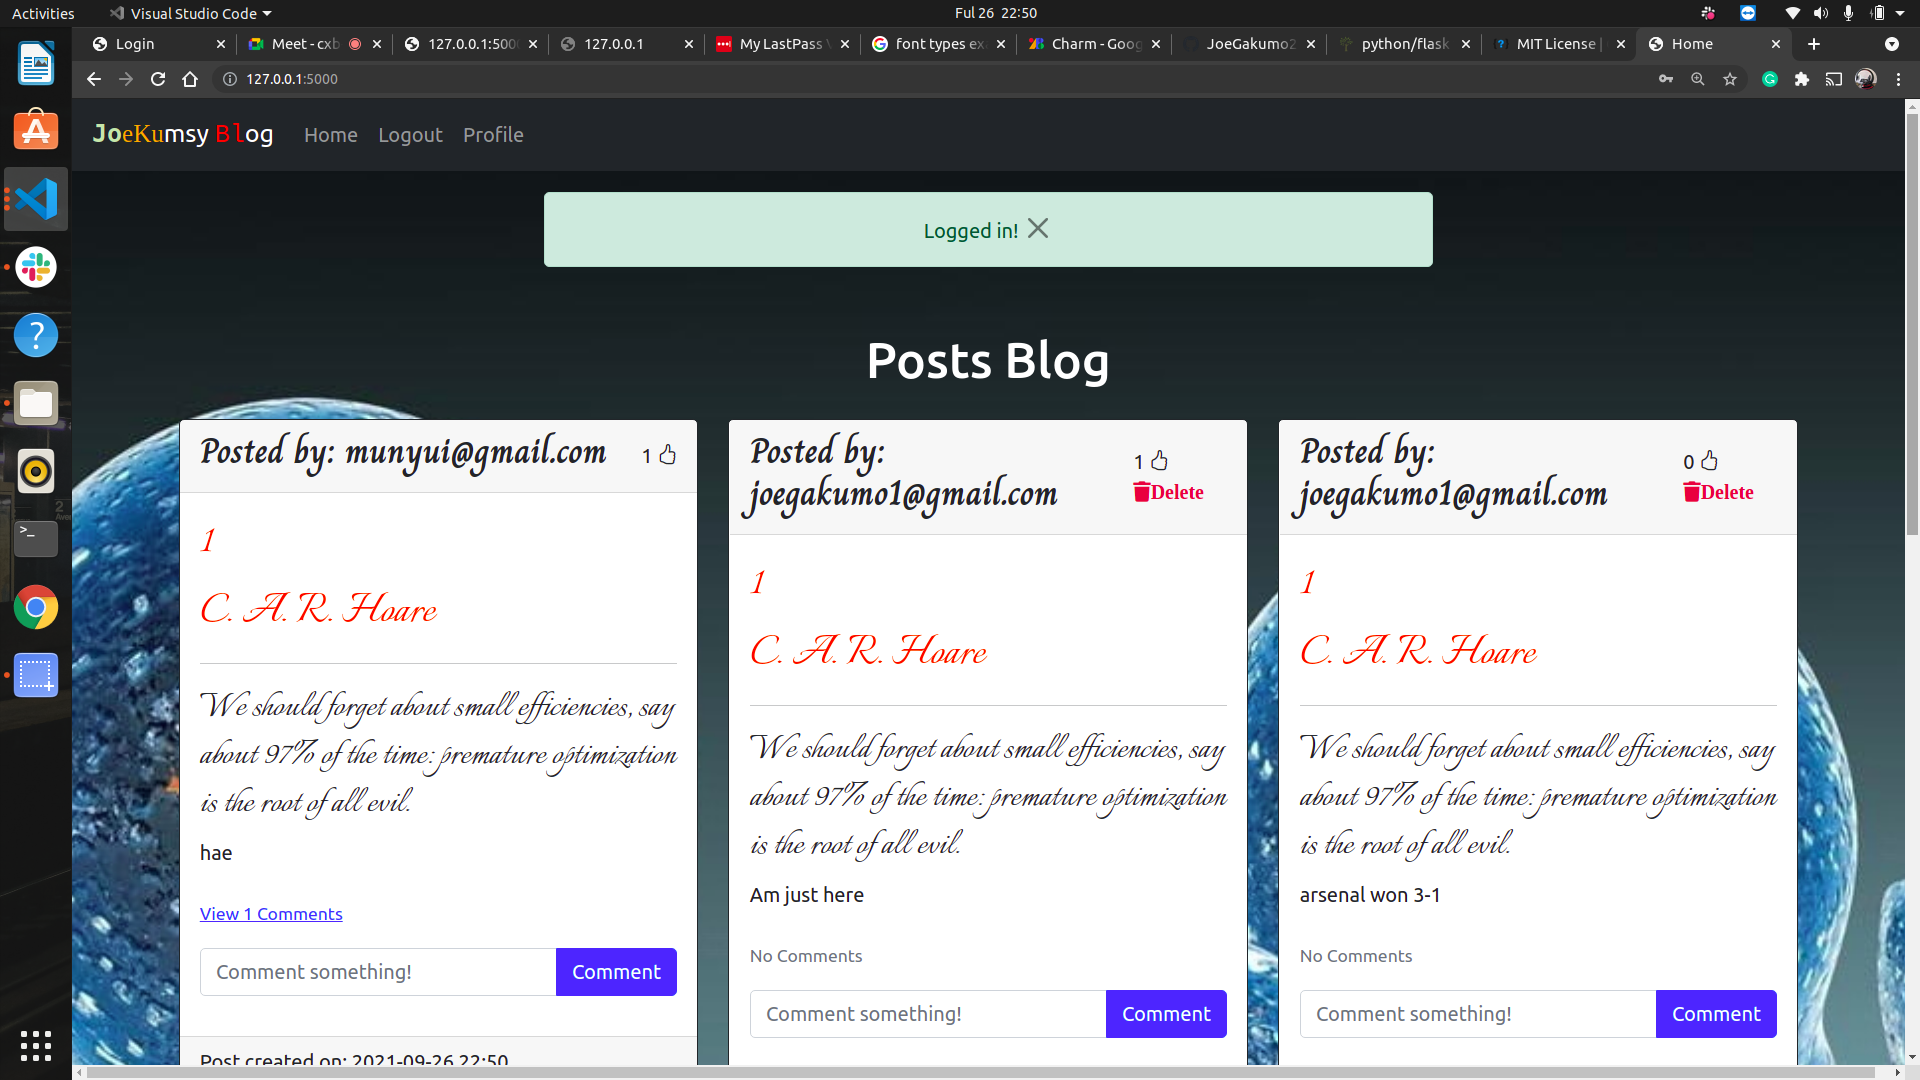 Activities
Visual Studio Code
Ful 26 22:50
Login
Meet - cxb
127.0.0.1:500
127.0.0.1
My LastPass
font types ex
Charm - Goog
JoeGakumo2
python/flask
MIT License |
Home
127.0.0.1:5000
JoeKumsy Blog
Home
Logout
Profile
Logged in!
Posts Blog
Posted by: munyui@gmail.com
1
1
C. A. R. Hoare
We should forget about small efficiencies, say
about 97% of the time: premature optimization
is the root of all evil.
hae
View 1 Comments
Comment something!
Comment
Post created on: 2021-09-26 22:50
Posted by:
joegakumo1@gmail.com
1
Delete
1
C. A. R. Hoare
We should forget about small efficiencies, say
about 97% of the time: premature optimization
is the root of all evil.
Am just here
No Comments
Comment something!
Comment
Posted by:
joegakumo1@gmail.com
0
Delete
1
C. A. R. Hoare
We should forget about small efficiencies, say
about 97% of the time: premature optimization
is the root of all evil.
arsenal won 3-1
No Comments
Comment something!
Comment